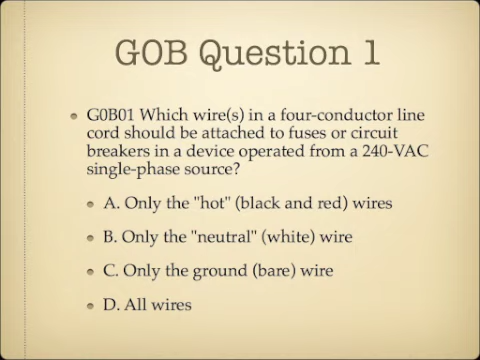 G0B Question 1
G0B01 Which wire(s) in a four-conductor line
cord should be attached to fuses or circuit
breakers in a device operated from a 240-VAC
single-phase source?
A. Only the "hot" (black and red) wires
B. Only the "neutral" (white) wire
C. Only the ground (bare) wire
D. All wires